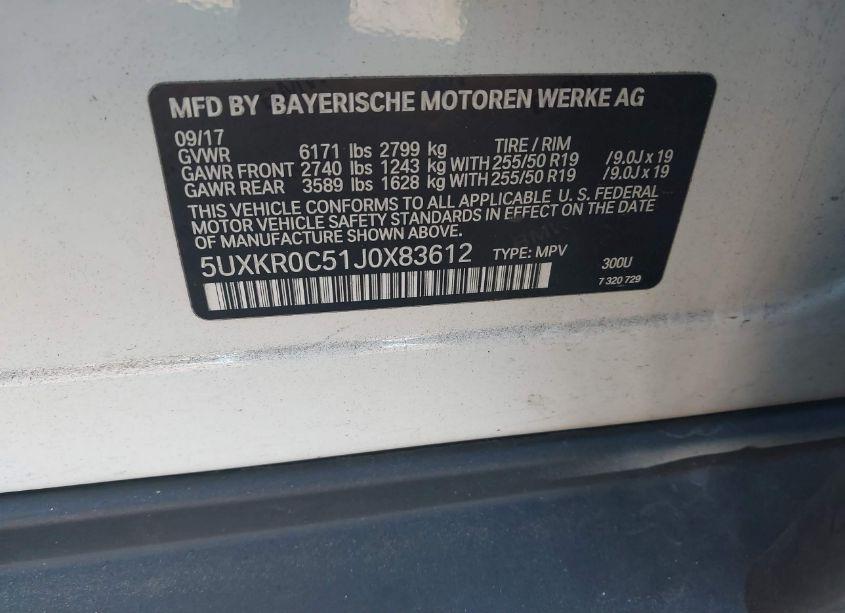 MFD BY BAYERISCHE MOTOREN WERKE AG
09/17 TIRE / RIM
GVWR 6171 lbs 2799 kg
GAWR FRONT 2740 lbs 1243 kg WITH 255/50 R19 /9.0J x 19
GAWR REAR 3589 lbs 1628 kg WITH 255/50 R19 /9.0J x 19
THIS VEHICLE CONFORMS TO ALL APPLICABLE U. S. FEDERAL
MOTOR VEHICLE SAFETY STANDARDS IN EFFECT ON THE DATE
OF MANUFACTURE SHOWN ABOVE.
5UXKR0C51J0X83612 TYPE: MPV 300U
7 320 729